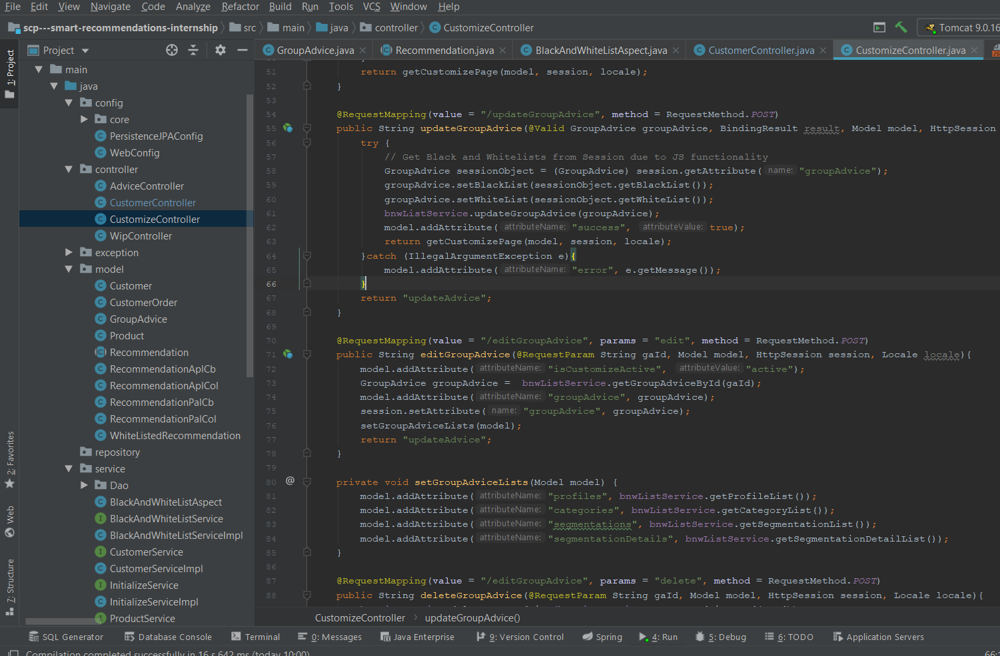 File Edit View Navigate Code Analyze Refactor Build Run Tools VCS Window Help
scp---smart-recommendations-internship src main java controller CustomizeController Tomcat 9.0.16
Project
GroupAdvice.java Recommendation.java BlackAndWhiteListAspect.java CustomerController.java CustomizeController.java
1: Project
2: Favorites
Web
7: Structure
main
java
config
core
PersistenceJPAConfig
WebConfig
controller
AdviceController
CustomerController
CustomizeController
WipController
exception
model
Customer
CustomerOrder
GroupAdvice
Product
Recommendation
RecommendationAplCb
RecommendationAplCol
RecommendationPalCb
RecommendationPalCol
WhiteListedRecommendation
repository
service
Dao
BlackAndWhiteListAspect
BlackAndWhiteListService
BlackAndWhiteListServiceImpl
CustomerService
CustomerServiceImpl
InitializeService
InitializeServiceImpl
ProductService
51 return getCustomizePage(model, session, locale);
52 }
53
54 @RequestMapping(value = "/updateGroupAdvice", method = RequestMethod.POST)
55 public String updateGroupAdvice(@Valid GroupAdvice groupAdvice, BindingResult result, Model model, HttpSession
56 try {
57 // Get Black and Whitelists from Session due to JS functionality
58 GroupAdvice sessionObject = (GroupAdvice) session.getAttribute( name: "groupAdvice");
59 groupAdvice.setBlackList(sessionObject.getBlackList());
60 groupAdvice.setWhiteList(sessionObject.getWhiteList());
61 bnwListService.updateGroupAdvice(groupAdvice);
62 model.addAttribute( attributeName: "success", attributeValue: true);
63 return getCustomizePage(model, session, locale);
64 }catch (IllegalArgumentException e){
65 model.addAttribute( attributeName: "error", e.getMessage());
66 }
67 return "updateAdvice";
68 }
69
70 @RequestMapping(value = "/editGroupAdvice", params = "edit", method = RequestMethod.POST)
71 public String editGroupAdvice(@RequestParam String gaId, Model model, HttpSession session, Locale locale){
72 model.addAttribute( attributeName: "isCustomizeActive", attributeValue: "active");
73 GroupAdvice groupAdvice =  bnwListService.getGroupAdviceById(gaId);
74 model.addAttribute( attributeName: "groupAdvice", groupAdvice);
75 session.setAttribute( name: "groupAdvice", groupAdvice);
76 setGroupAdviceLists(model);
77 return "updateAdvice";
78 }
79
80 @ private void setGroupAdviceLists(Model model) {
81 model.addAttribute( attributeName: "profiles", bnwListService.getProfileList());
82 model.addAttribute( attributeName: "categories", bnwListService.getCategoryList());
83 model.addAttribute( attributeName: "segmentations", bnwListService.getSegmentationList());
84 model.addAttribute( attributeName: "segmentationDetails", bnwListService.getSegmentationDetailList());
85 }
86
87 @RequestMapping(value = "/editGroupAdvice", params = "delete", method = RequestMethod.POST)
88 public String deleteGroupAdvice(@RequestParam String gaId, Model model, HttpSession session, Locale locale){
CustomizeController updateGroupAdvice()
SQL Generator Database Console Terminal 0: Messages Java Enterprise 9: Version Control Spring 4: Run 5: Debug 6: TODO Application Servers
Compilation completed successfully in 16 s 642 ms (today 10:00)